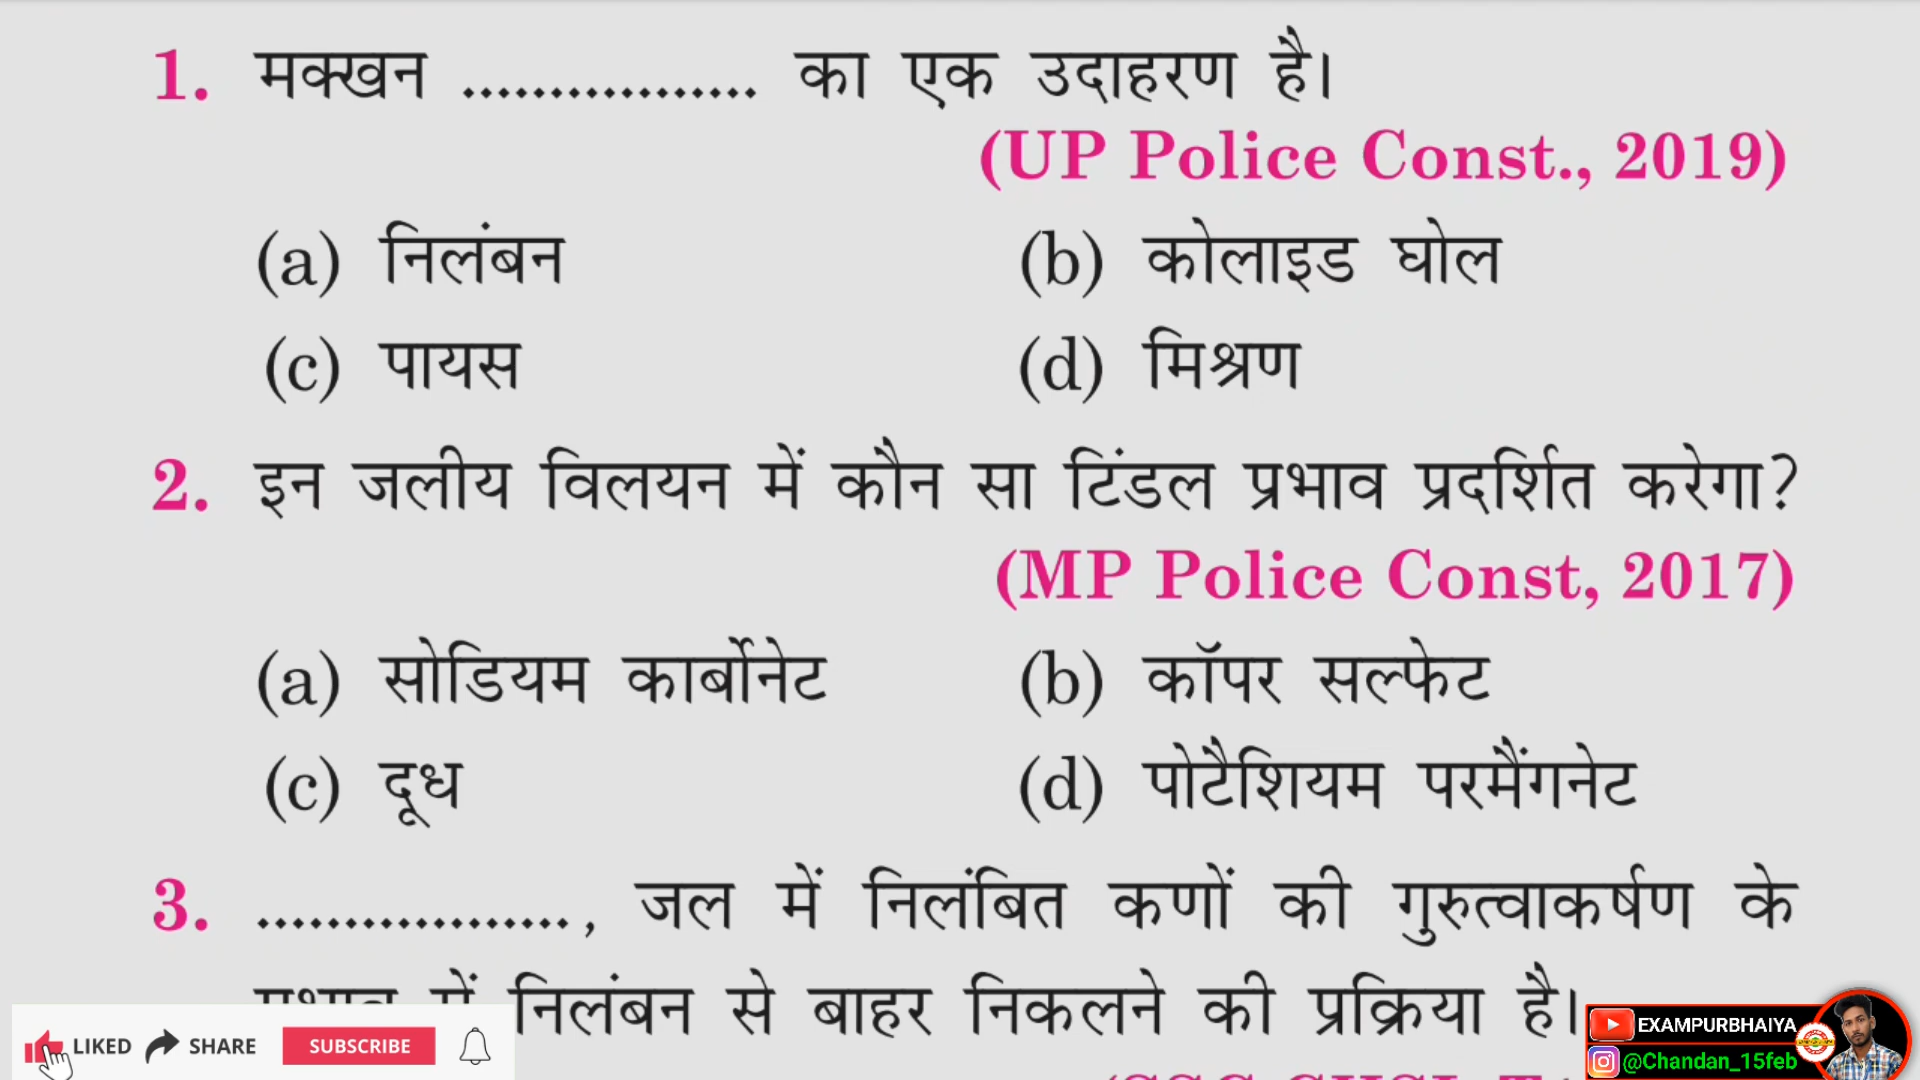 1. मक्खन ................. का एक उदाहरण है।
(UP Police Const., 2019)
(a) निलंबन (b) कोलाइड घोल
(c) पायस (d) मिश्रण
2. इन जलीय विलयन में कौन सा टिंडल प्रभाव प्रदर्शित करेगा?
(MP Police Const, 2017)
(a) सोडियम कार्बोनेट (b) कॉपर सल्फेट
(c) दूध (d) पोटैशियम परमैंगनेट
3. .................., जल में निलंबित कणों की गुरुत्वाकर्षण के
में निलंबन से बाहर निकलने की प्रक्रिया है।
LIKED SHARE SUBSCRIBE
EXAMPURBHAIYA
@Chandan_15feb